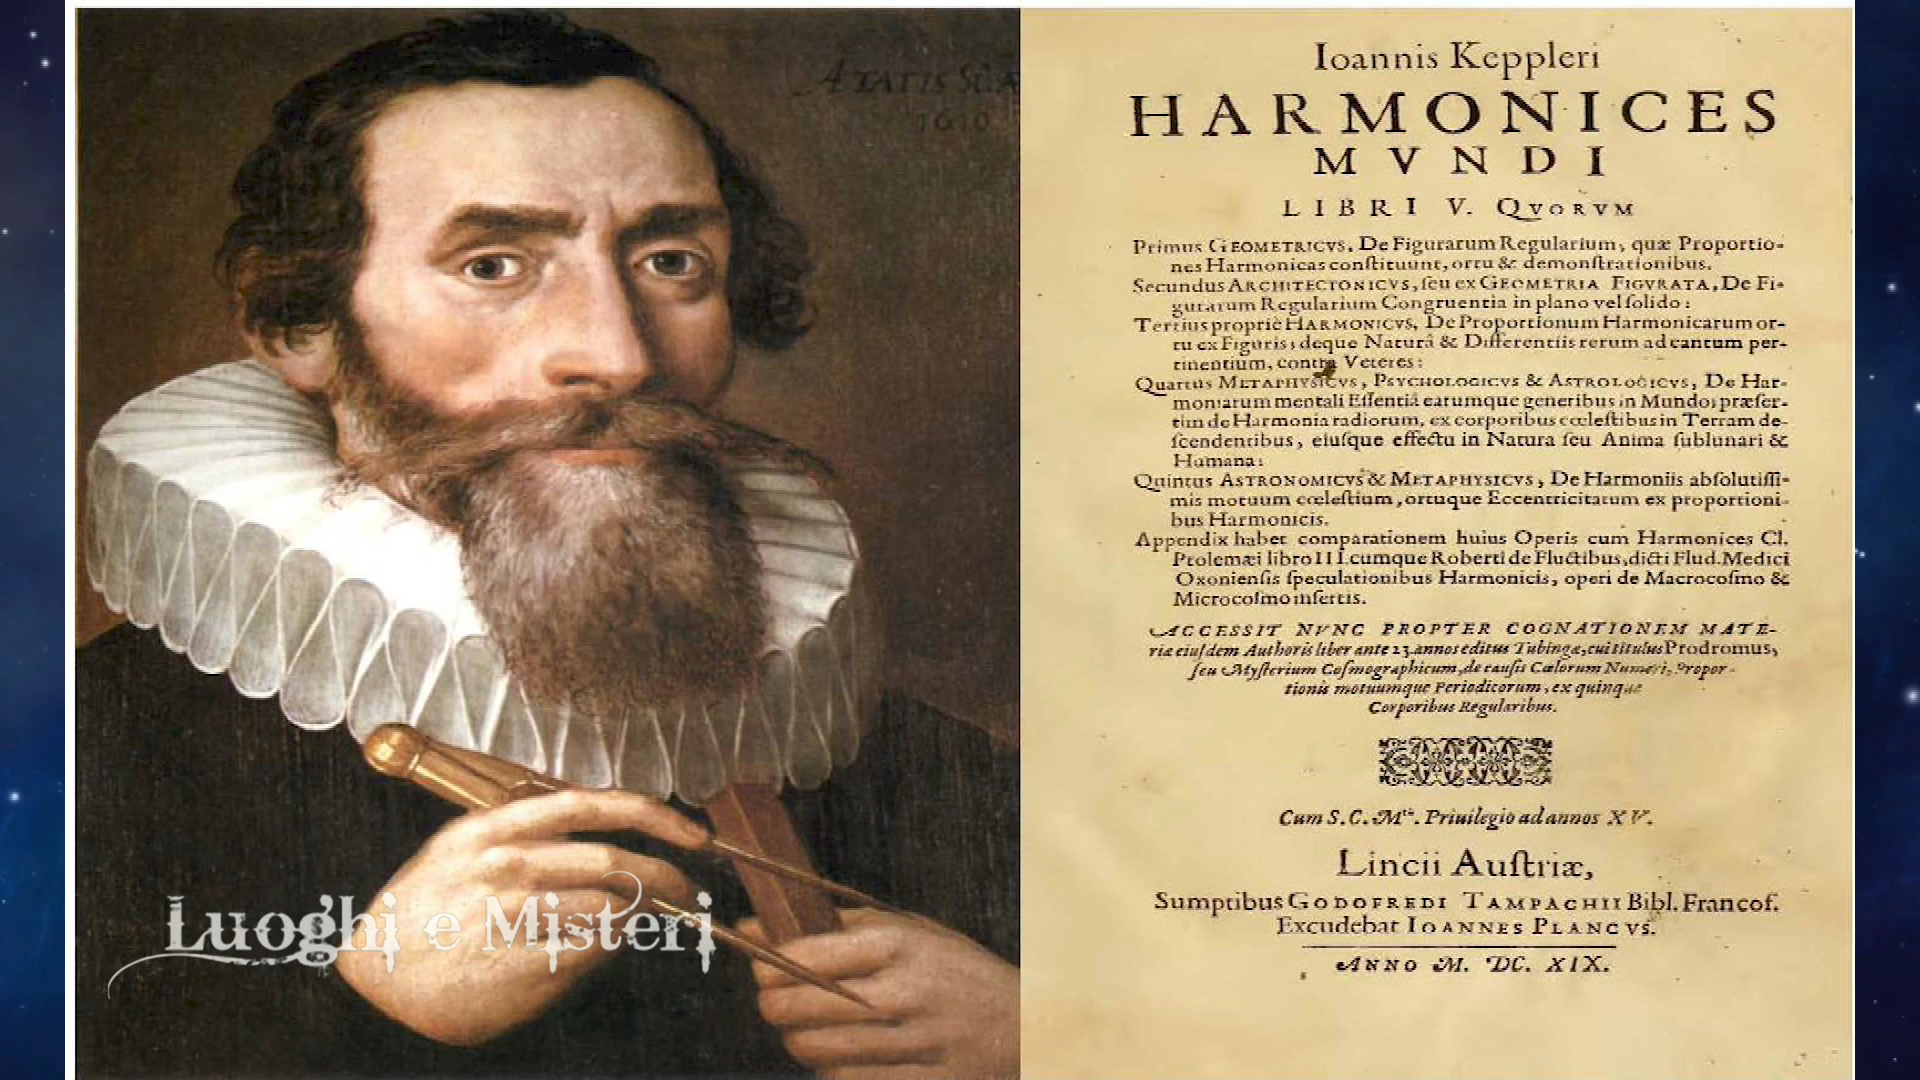 ÆTATIS SUÆ
1610
Luoghi e Misteri
Ioannis Keppleri
HARMONICES
MVNDI
LIBRI V. QVORVM
Primus GEOMETRICVS, De Figurarum Regularium, quæ Proportio-
nes Harmonicas conſtituunt, ortu & demonſtrationibus.
Secundus ARCHITECTONICVS, ſeu ex GEOMETRIA FIGVRATA, De Fi-
gurarum Regularium Congruentia in plano vel ſolido:
Tertius propriè HARMONICVS, De Proportionum Harmonicarum or-
tu ex Figuris; deque Naturâ & Differentiis rerum ad cantum per-
tinentium, contra Veteres:
Quartus METAPHYSICVS, PSYCHOLOGICVS & ASTROLOGICVS, De Har-
moniarum mentali Eſſentiâ earumque generibus in Mundo; præſer-
tim de Harmonia radiorum, ex corporibus cœleſtibus in Terram de-
ſcendentibus, eiuſque effectu in Natura ſeu Anima ſublunari &
Humana:
Quintus ASTRONOMICVS & METAPHYSICVS, De Harmoniis abſolutiſſi-
mis motuum cœleſtium, ortuque Eccentricitatum ex proportioni-
bus Harmonicis.
Appendix habet comparationem huius Operis cum Harmonices Cl.
Ptolemæi libro III. cumque Roberti de Fluctibus, dicti Flud. Medici
Oxonienſis ſpeculationibus Harmonicis, operi de Macrocoſmo &
Microcoſmo inſertis.
ACCESSIT NVNC PROPTER COGNATIONEM MATE-
riæ eiuſdem Authoris liber ante 23. annos editus Tubingæ, cui titulus Prodromus,
ſeu Myſterium Coſmographicum, de cauſis Cœlorum Numeri, Propor-
tionis motuumque Periodicorum, ex quinque
Corporibus Regularibus.
Cum S. C. Mtis. Priuilegio ad annos XV.
Lincii Auſtriæ,
Sumptibus GODOFREDI TAMPACHII Bibl. Francof.
Excudebat IOANNES PLANCVS.
ANNO M. DC. XIX.